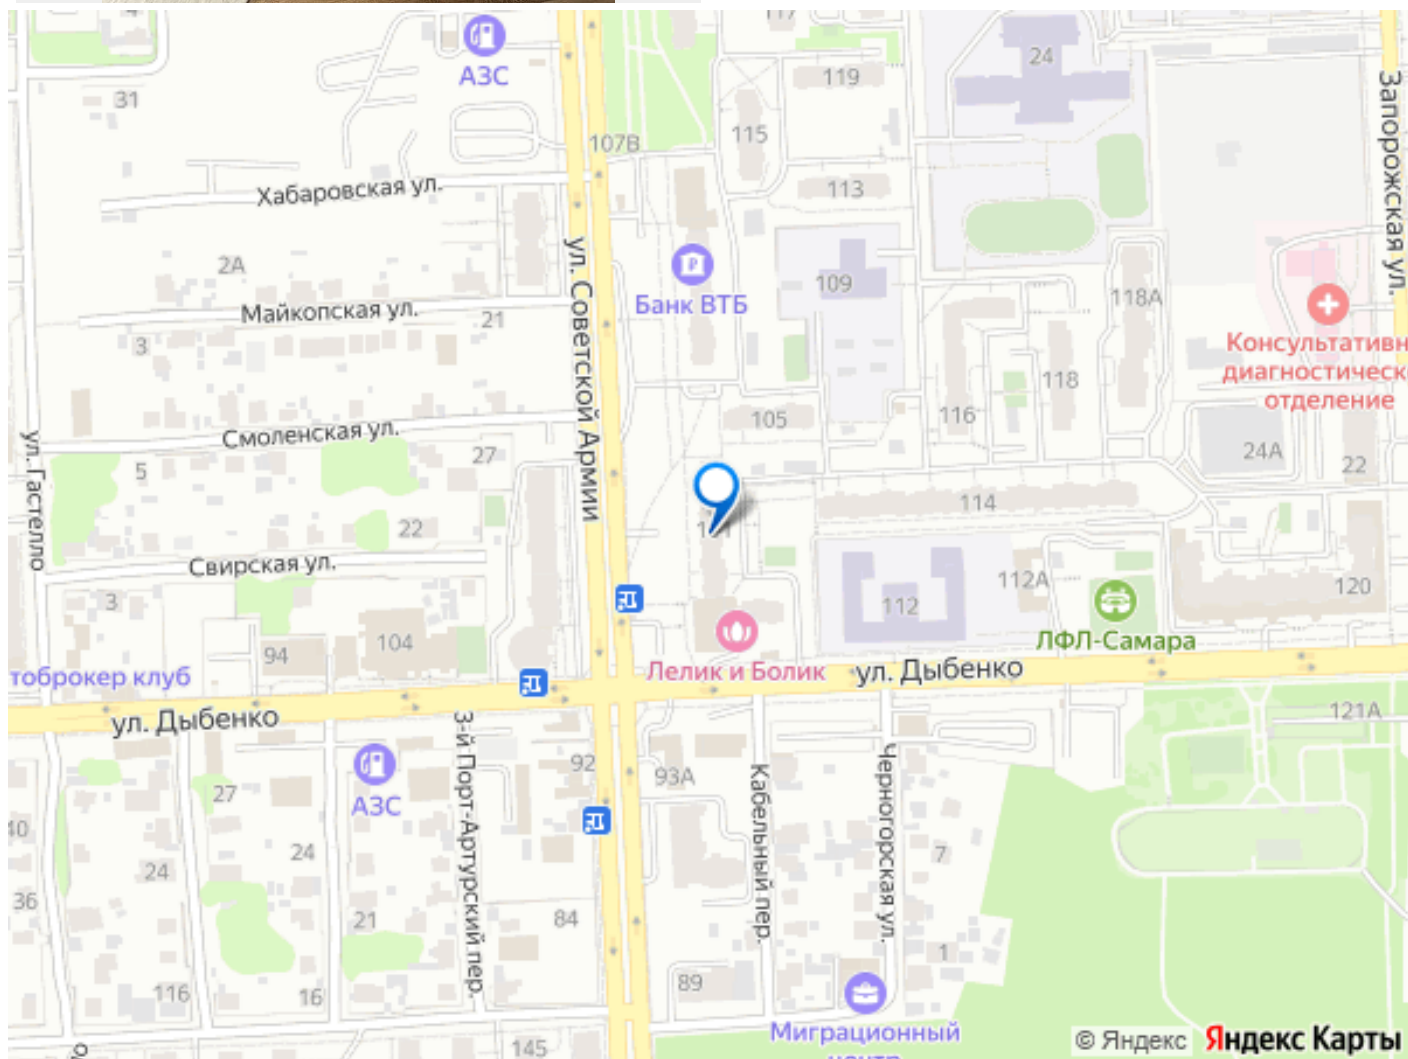 117
24
119
АЗС
31
115
107В
Запорожская ул.
Хабаровская ул.
113
ул. Советской Армии
2А
109
118А
Банк ВТБ
Майкопская ул.
21
3
Консультативн
диагностическ
отделение
118
116
105
Смоленская ул.
27
24А
22
ул. Гастелло
5
114
22
Свирская ул.
112А
120
3
112
104
94
ЛФЛ-Самара
Лелик и Болик
ул. Дыбенко
тоброкер клуб
ул. Дыбенко
121А
3-й Порт-Артурский пер.
92
93А
Кабельный пер.
Черногорская ул.
27
АЗС
40
24
24
7
36
21
84
1
116
16
89
Миграционный
центр
145
© Яндекс Яндекс Карты